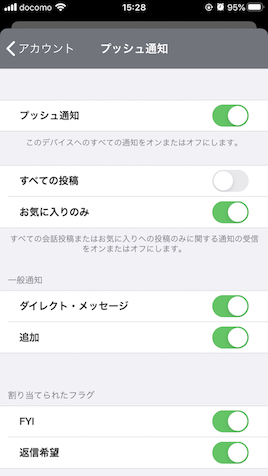 docomo 15:28 95%
アカウント プッシュ通知
プッシュ通知
このデバイスへのすべての通知をオンまたはオフにします。
すべての投稿
お気に入りのみ
すべての会話投稿またはお気に入りへの投稿のみに関する通知の受信
をオンまたはオフにします。
一般通知
ダイレクト・メッセージ
追加
割り当てられたフラグ
FYI
返信希望